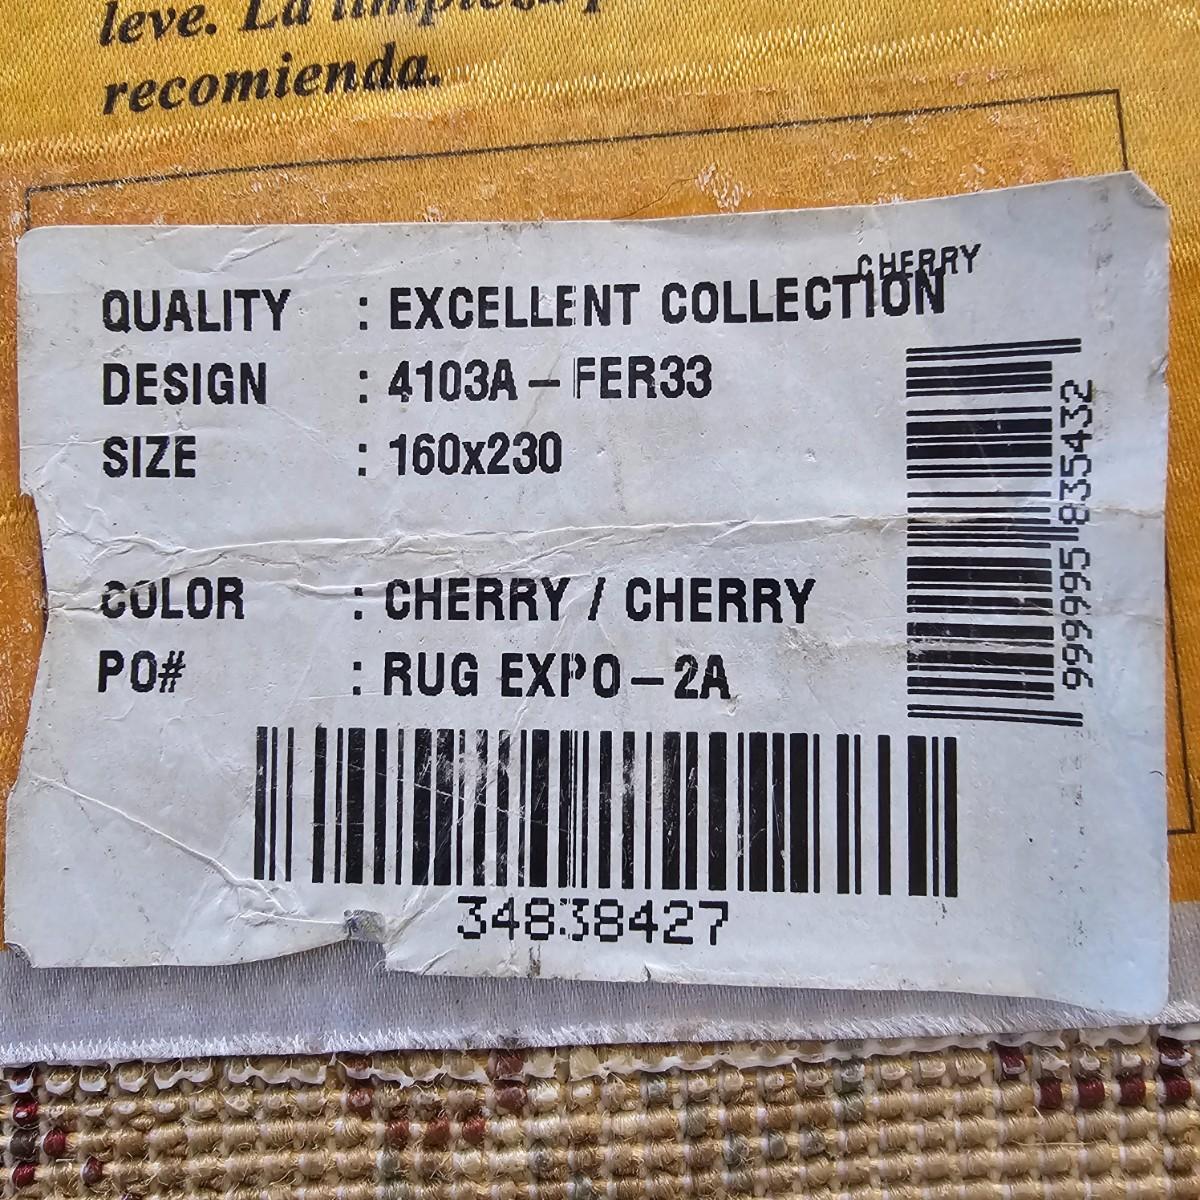 leve. La
recomienda.
CHERRY
QUALITY : EXCELLENT COLLECTION
DESIGN : 4103A – FER33
SIZE : 160x230
COLOR : CHERRY / CHERRY
PO# : RUG EXPO – 2A
999995 835432
34838427